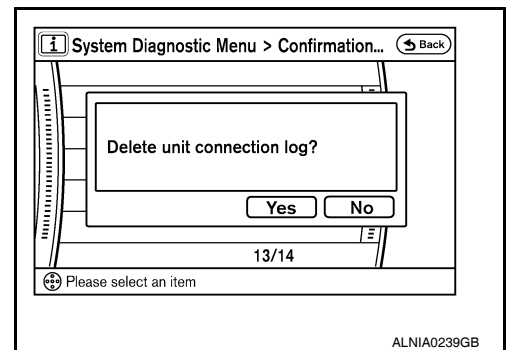 i System Diagnostic Menu > Confirmation... Back
Delete unit connection log?
Yes No
13/14
Please select an item
ALNIA0239GB